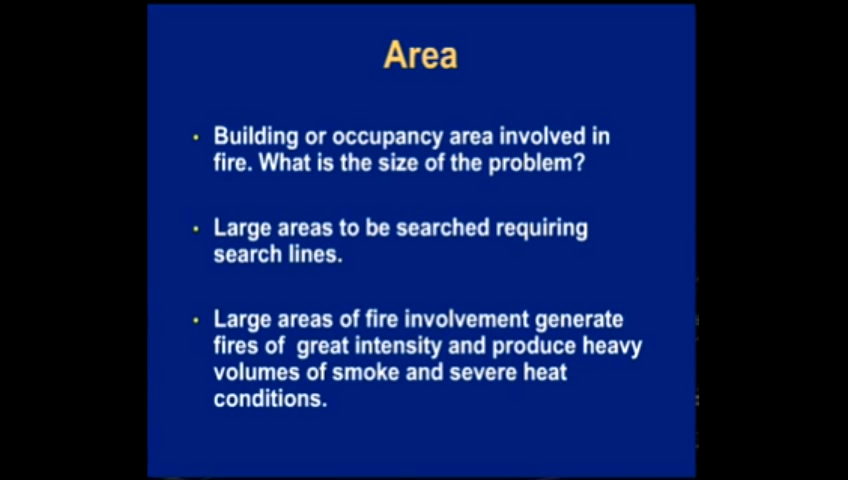 Area
• Building or occupancy area involved in
fire. What is the size of the problem?
• Large areas to be searched requiring
search lines.
• Large areas of fire involvement generate
fires of great intensity and produce heavy
volumes of smoke and severe heat
conditions.